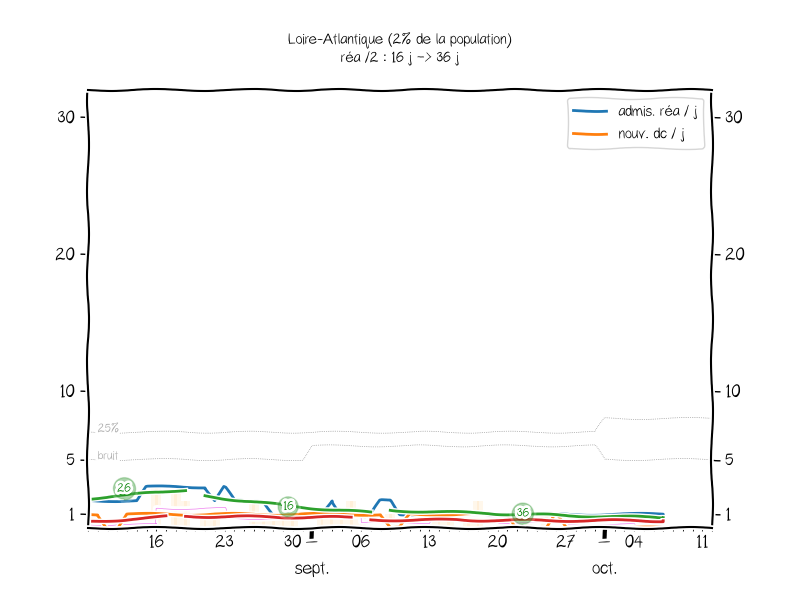 Loire-Atlantique (2% de la population)
réa /2 : 16 j -> 36 j
admis. réa / j
nouv. dc / j
30 30
20 20
10 10
25%
bruit
5 5
1 1
26
16
36
16 23 30 06 13 20 27 04 11
sept. oct.